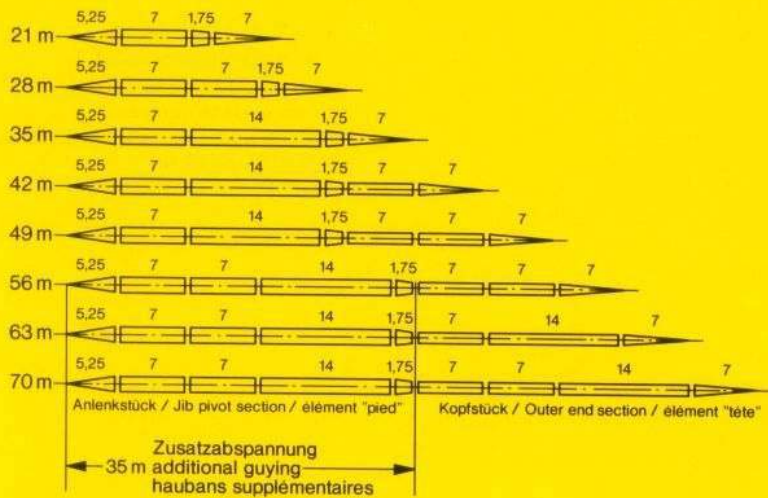 5,25 7 1,75 7
21 m
5,25 7 7 1,75 7
28 m
5,25 7 14 1,75 7
35 m
5,25 7 14 1,75 7 7
42 m
5,25 7 14 1,75 7 7 7
49 m
5,25 7 7 14 1,75 7 7 7
56 m
5,25 7 7 14 1,75 7 14 7
63 m
5,25 7 7 14 1,75 7 7 14 7
70 m
Anlenkstück / Jib pivot section / élément "pied" Kopfstück / Outer end section / élément "téte"
Zusatzabspannung
35 m additional guying
haubans supplémentaires